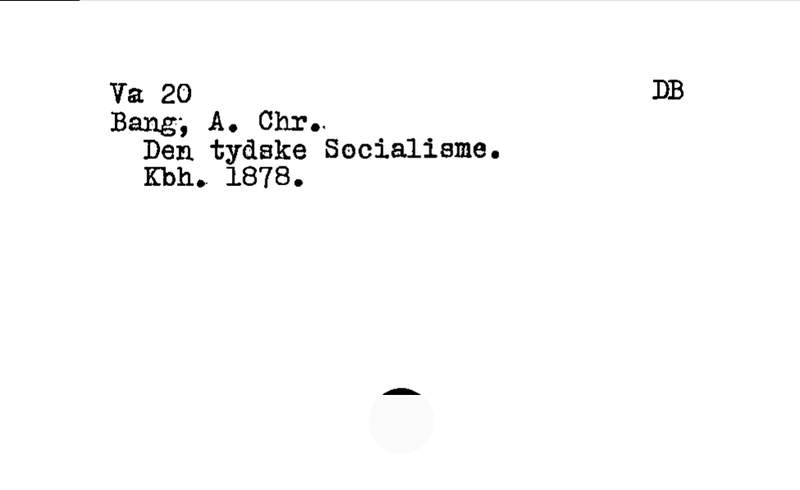 Va 20 DB
Bang, A. Chr.
Den tydske Socialisme.
Kbh. 1878.